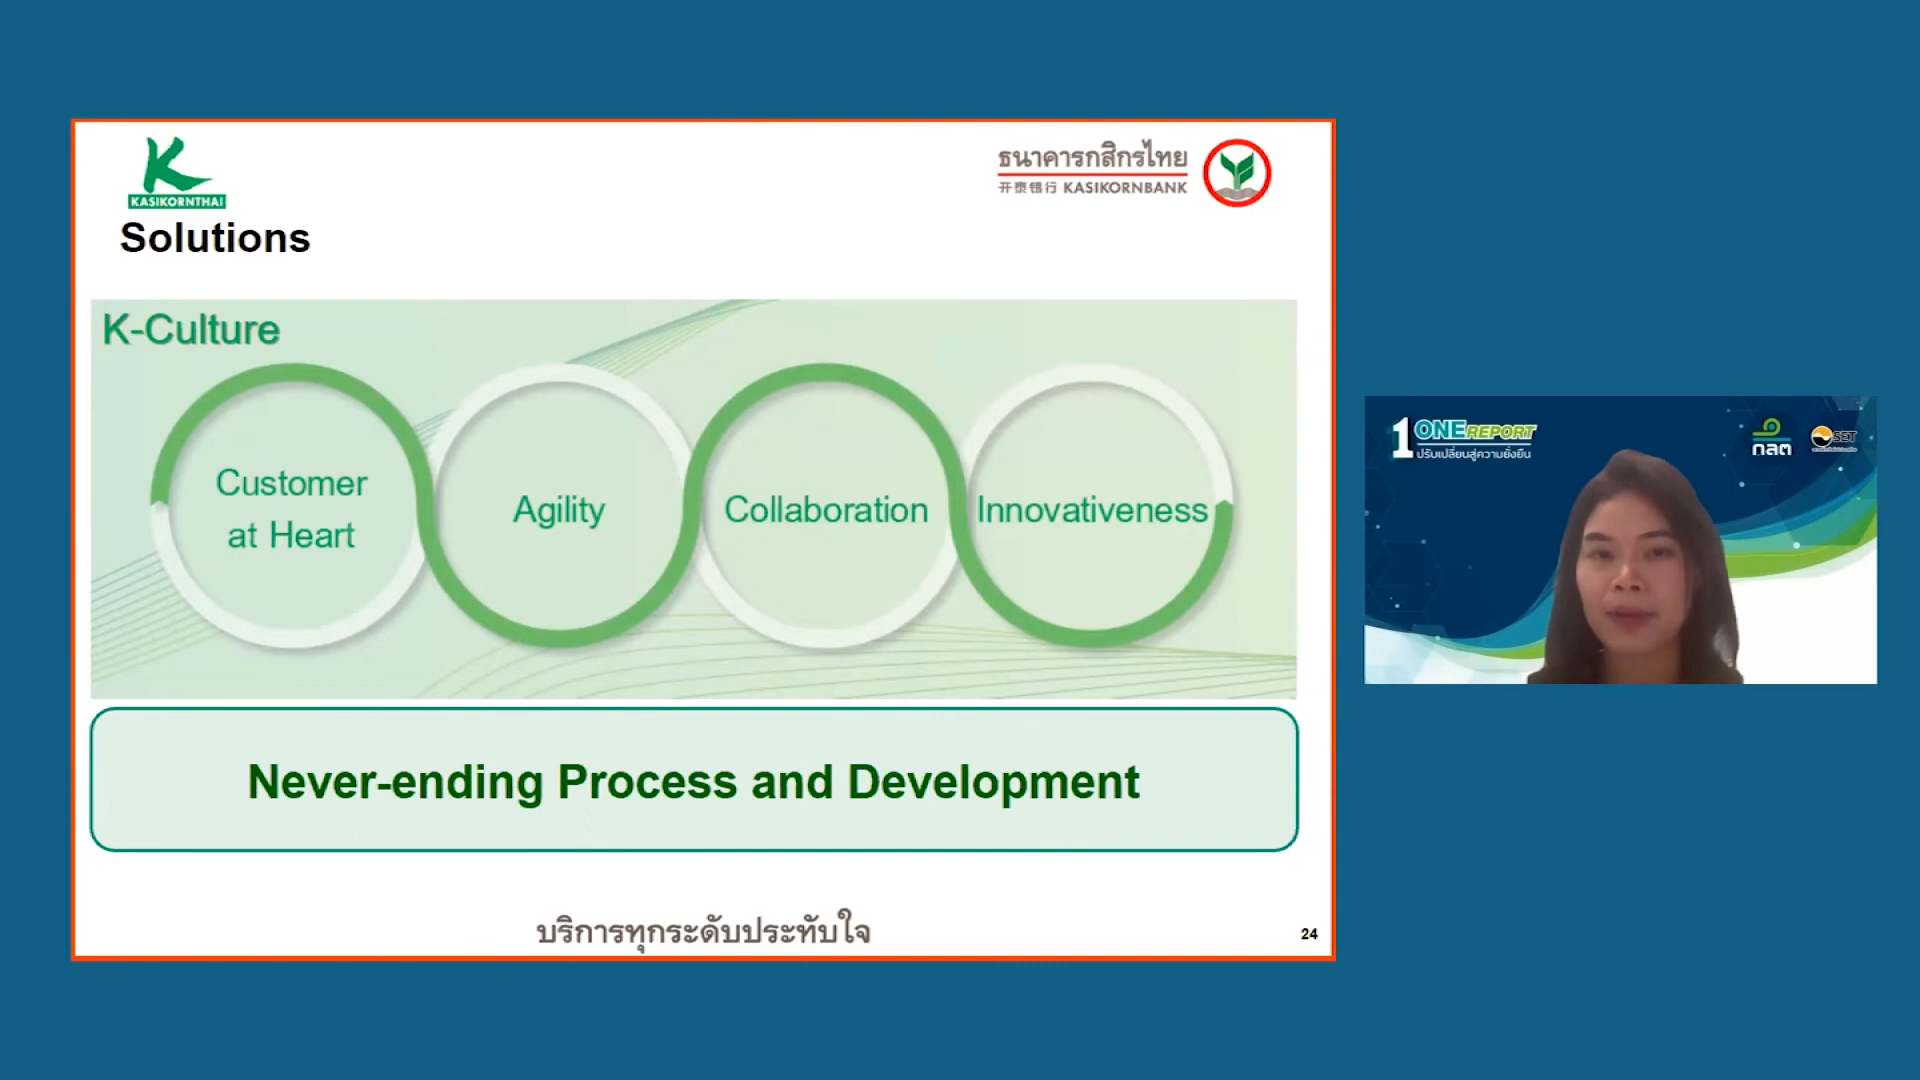 KASIKORNTHAI
ธนาคารกสิกรไทย
开泰银行 KASIKORNBANK
Solutions
K-Culture
Customer
at Heart
Agility
Collaboration
Innovativeness
Never-ending Process and Development
บริการทุกระดับประทับใจ
24
1 ONE REPORT
ปรับเปลี่ยนสู่ความยั่งยืน
กลต
SET